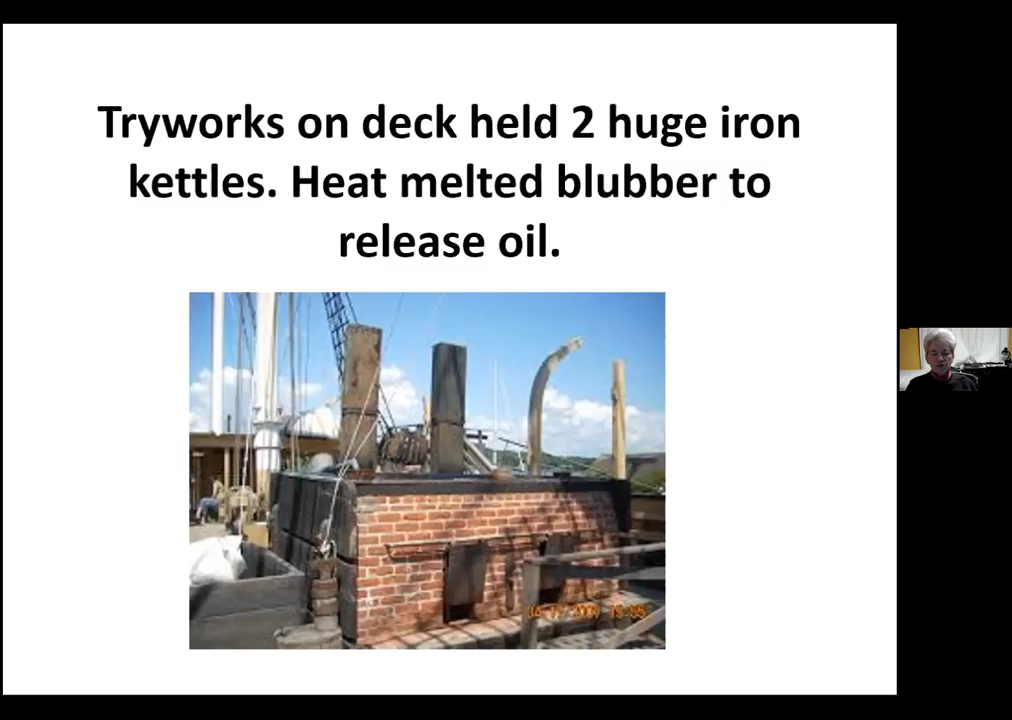 Tryworks on deck held 2 huge iron
kettles. Heat melted blubber to
release oil.